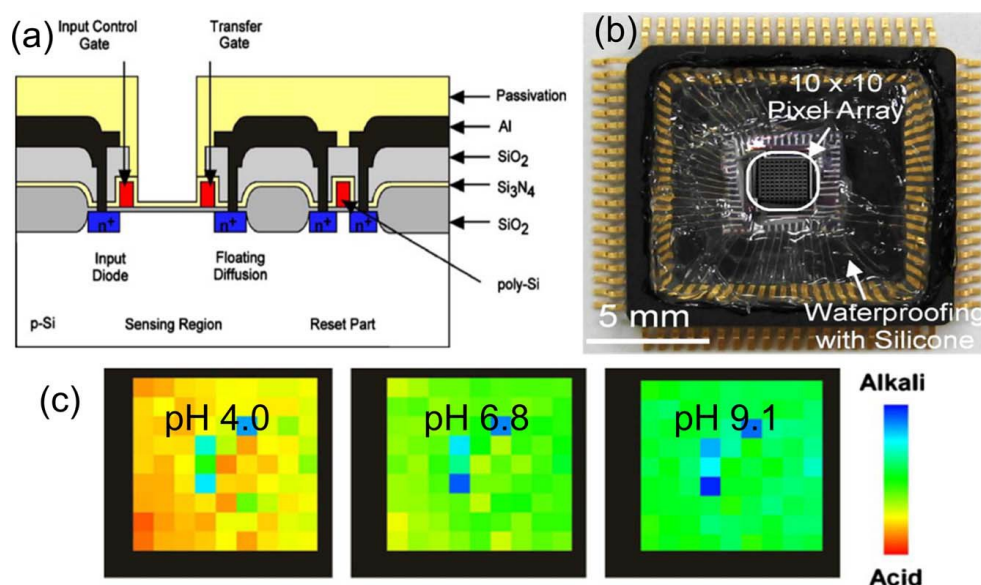 (a)
Input Control
Gate
Transfer
Gate
Passivation
Al
SiO2
Si3N4
SiO2
n+
n+
n+
n+
Input
Diode
Floating
Diffusion
poly-Si
p-Si
Sensing Region
Reset Part
(b)
10 x 10
Pixel Array
5 mm
Waterproofing
with Silicone
(c)
pH 4.0
pH 6.8
pH 9.1
Alkali
Acid